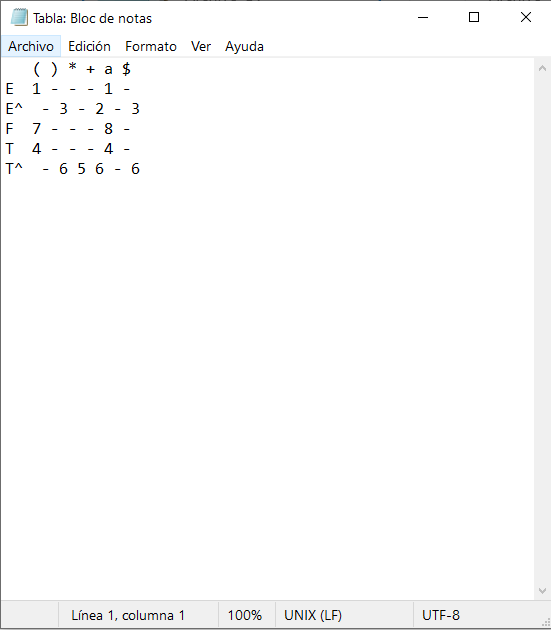 Tabla: Bloc de notas
Archivo Edición Formato Ver Ayuda
   ( ) * + a $
E  1 - - - 1 -
E^  - 3 - 2 - 3
F  7 - - - 8 -
T  4 - - - 4 -
T^  - 6 5 6 - 6
Línea 1, columna 1 100% UNIX (LF) UTF-8